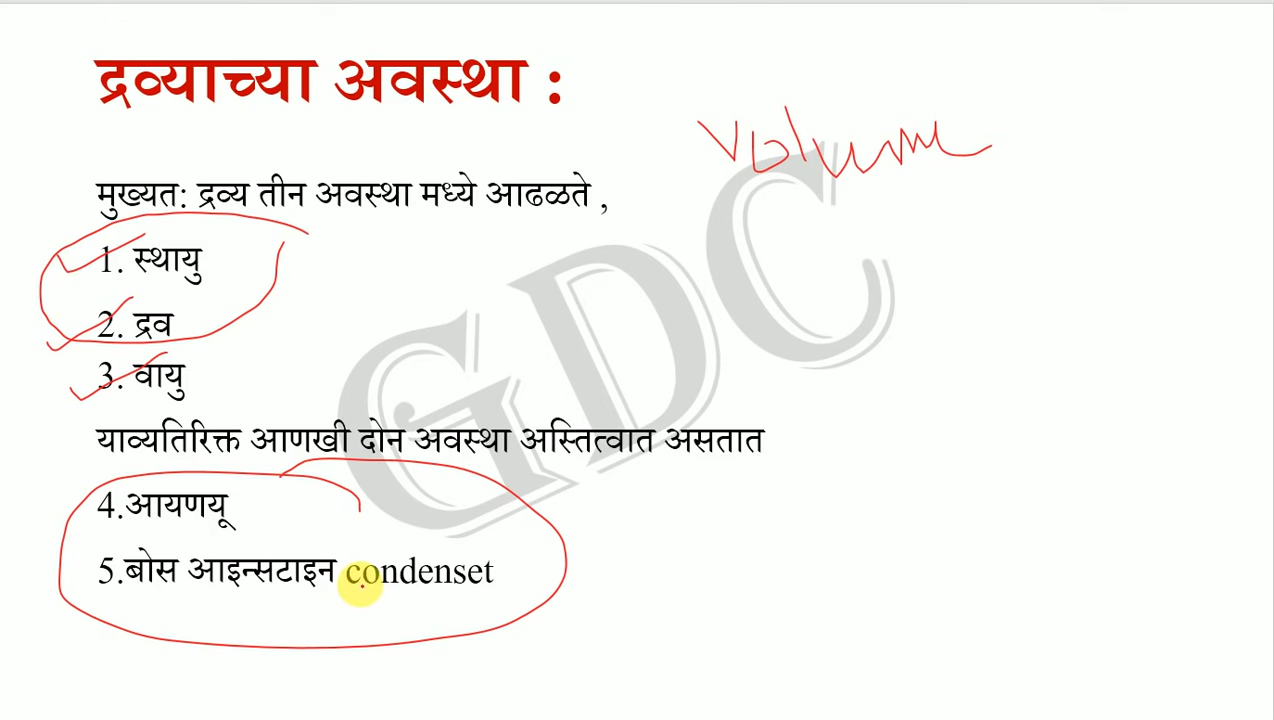 द्रव्याच्या अवस्था :
volume
मुख्यत: द्रव्य तीन अवस्था मध्ये आढळते ,
1. स्थायु
2. द्रव
3. वायु
याव्यतिरिक्त आणखी दोन अवस्था अस्तित्वात असतात
4.आयणयू
5.बोस आइन्सटाइन condenset
GDC